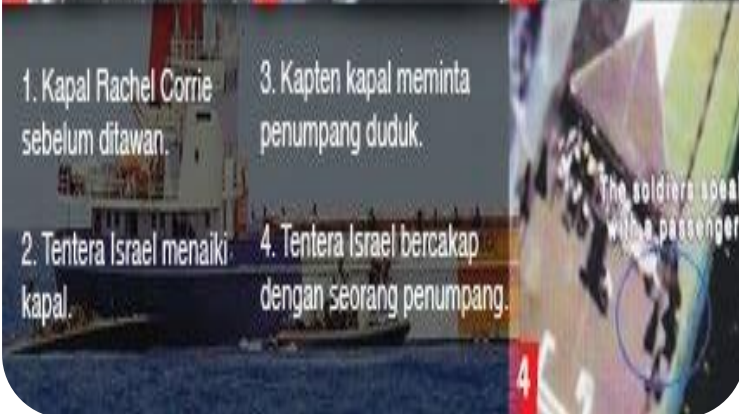 1. Kapal Rachel Corrie
sebelum ditawan.
2. Tentera Israel menaiki
kapal.
3. Kapten kapal meminta
penumpang duduk.
4. Tentera Israel bercakap
dengan seorang penumpang.
The soldiers speak
with a passenger
4